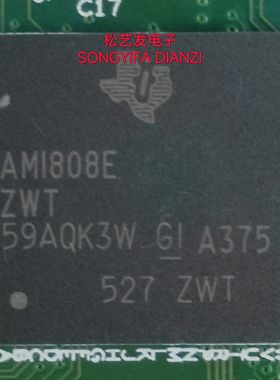 C17
松艺发电子
SONGYIFA DIANZI
AM1808E
ZWT
59AQK3W G1 A375
527 ZWT